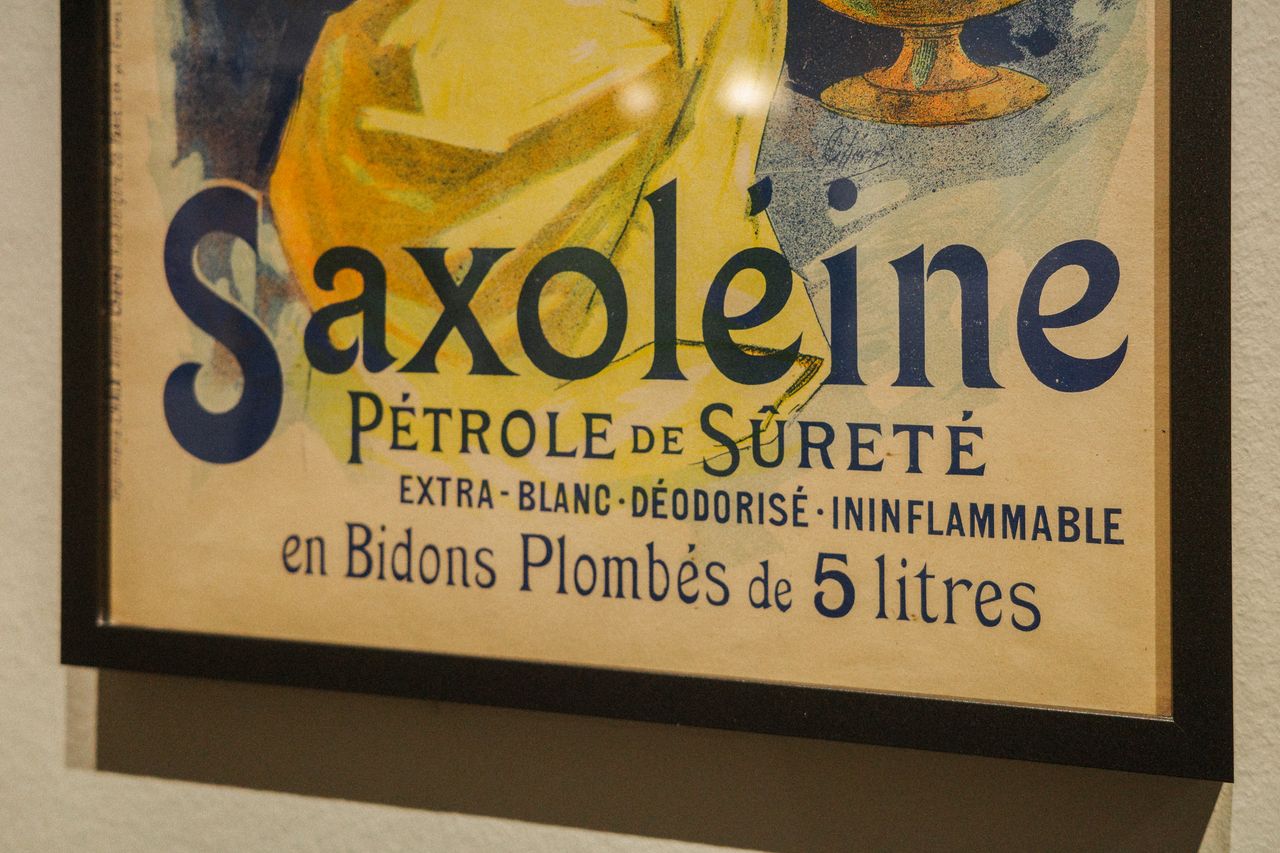 Saxoléine
PÉTROLE DE SÛRETÉ
EXTRA-BLANC·DÉODORISÉ·ININFLAMMABLE
en Bidons Plombés de 5 litres